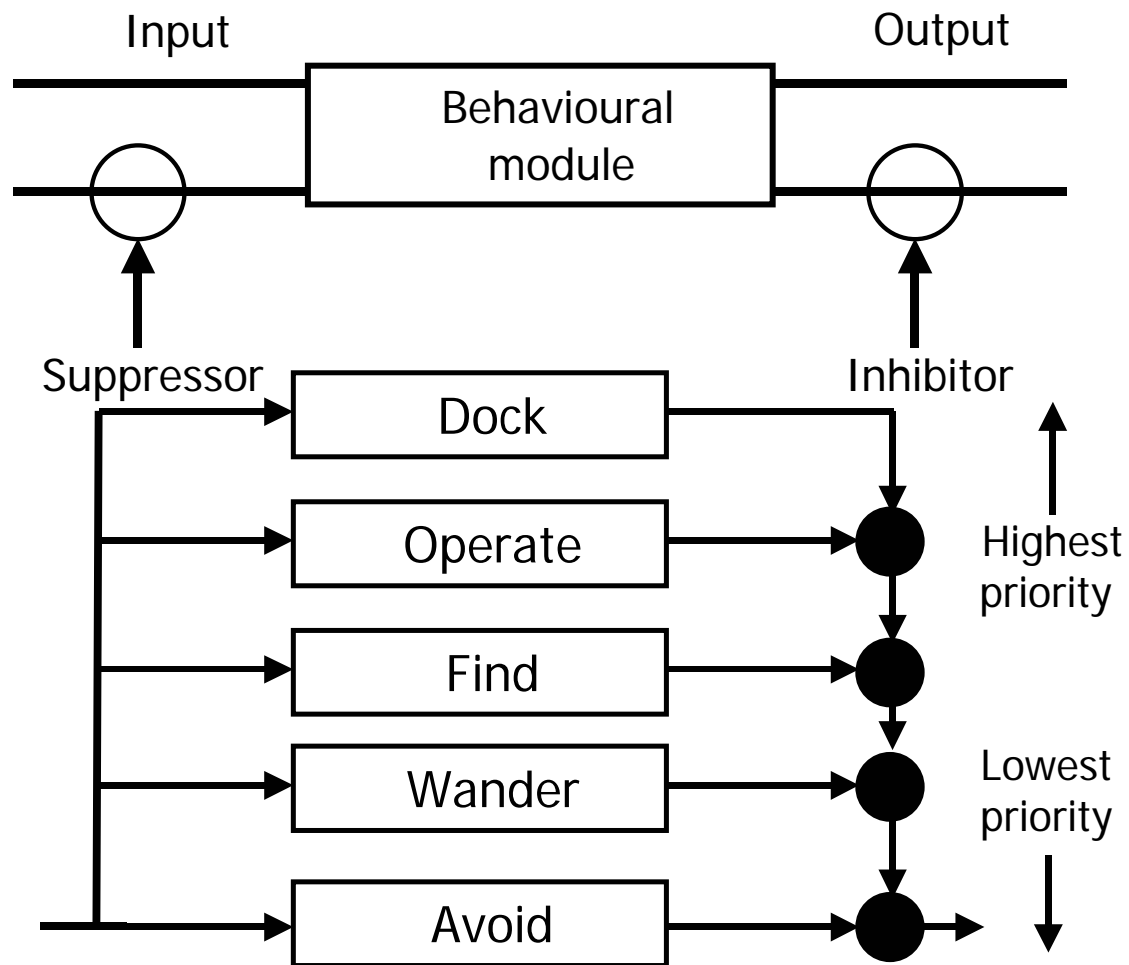 Input
Output
Behavioural
module
Suppressor
Inhibitor
Dock
Operate
Highest
priority
Find
Wander
Lowest
priority
Avoid